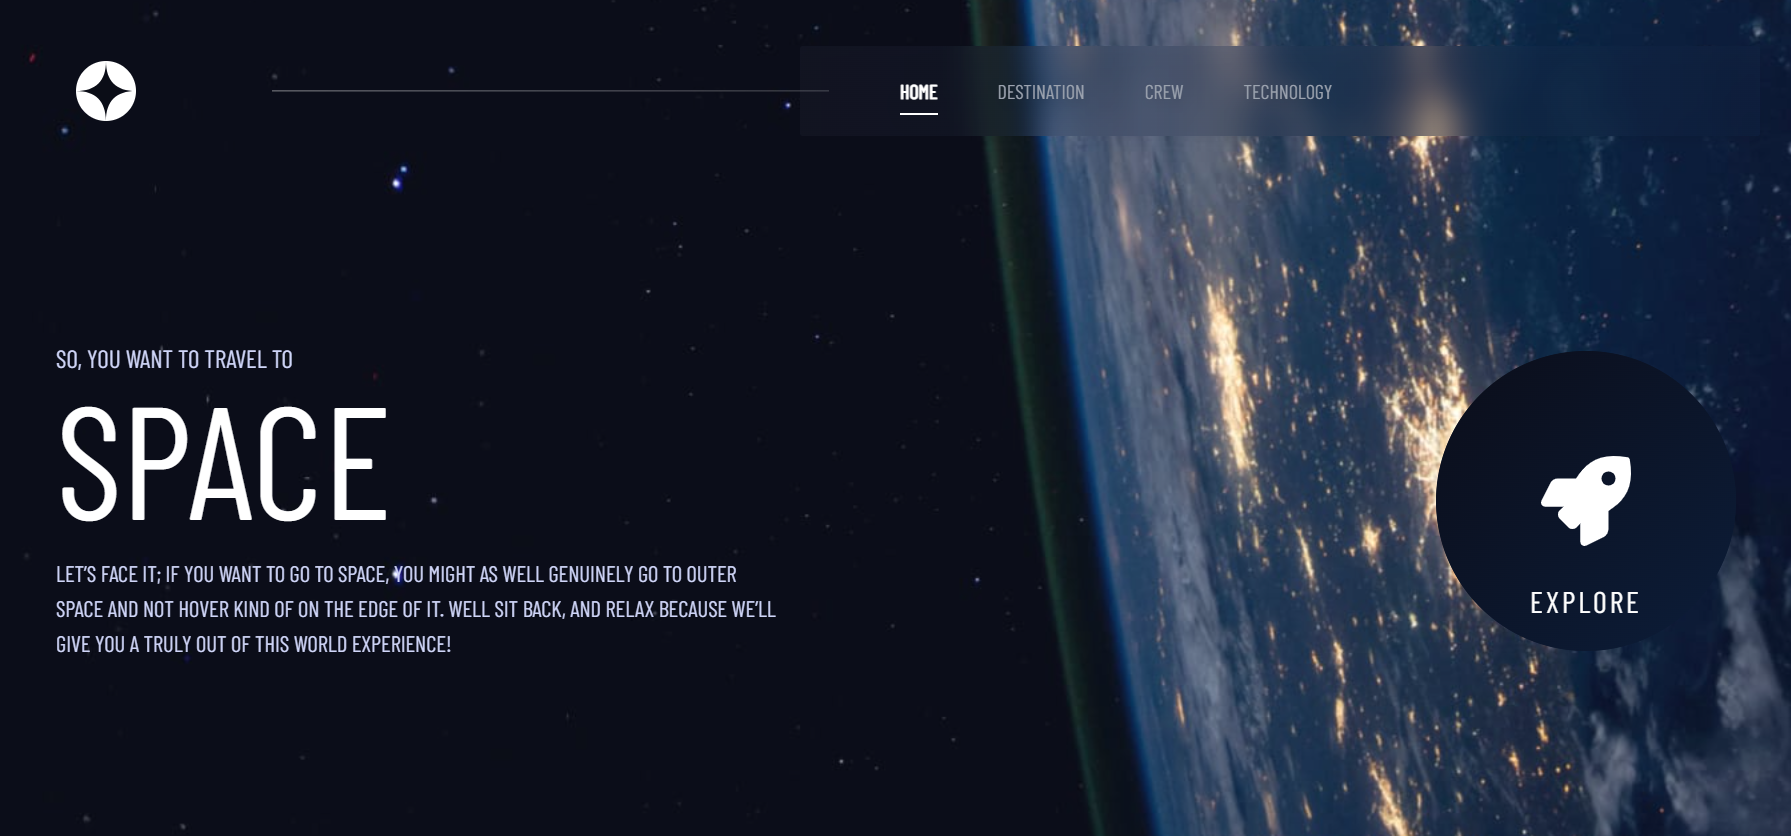 HOME DESTINATION CREW TECHNOLOGY
SO, YOU WANT TO TRAVEL TO
SPACE
LET’S FACE IT; IF YOU WANT TO GO TO SPACE, YOU MIGHT AS WELL GENUINELY GO TO OUTER
SPACE AND NOT HOVER KIND OF ON THE EDGE OF IT. WELL SIT BACK, AND RELAX BECAUSE WE’LL
GIVE YOU A TRULY OUT OF THIS WORLD EXPERIENCE!
EXPLORE